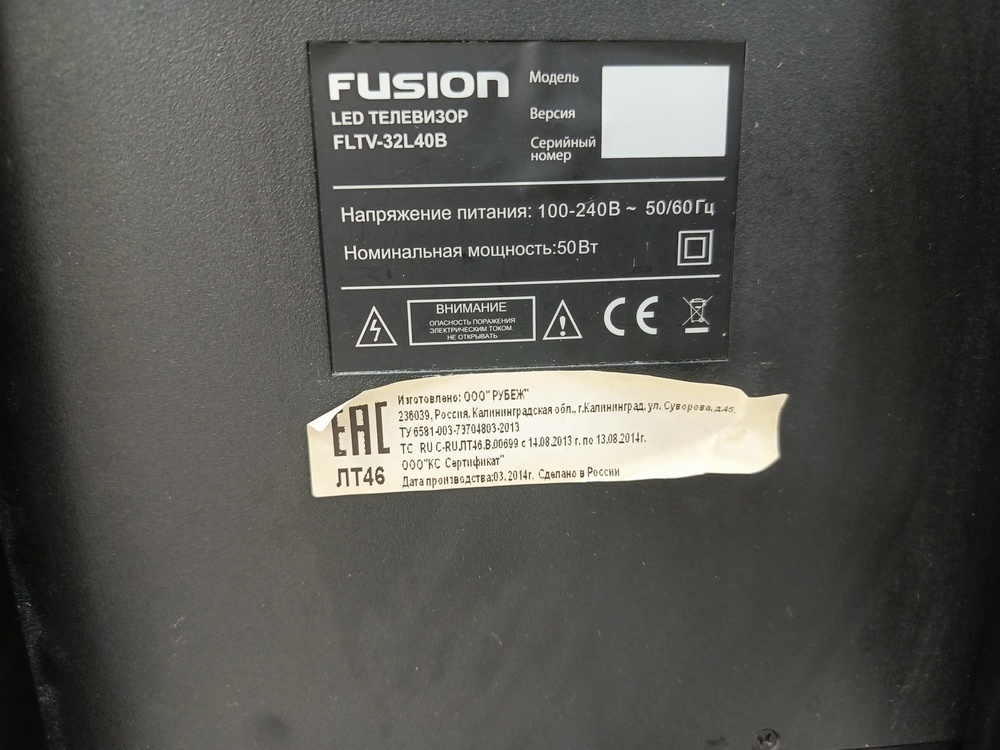 FUSION
LED ТЕЛЕВИЗОР
FLTV-32L40B
Модель
Версия
Серийный
номер
Напряжение питания: 100-240В ~ 50/60Гц
Номинальная мощность:50Вт
ВНИМАНИЕ
ОПАСНОСТЬ ПОРАЖЕНИЯ
ЭЛЕКТРИЧЕСКИМ ТОКОМ
НЕ ОТКРЫВАТЬ
CE
EAC
ЛТ46
Изготовлено: ООО"РУБЕЖ"
236039, Россия, Калининградская обл., г.Калининград, ул. Суворова, д.45,
ТУ 6581-003-73704803-2013
ТС RU C-RU.ЛТ46.В.00699 с 14.08.2013 г. по 13.08.2014г.
ООО"КС Сертификат"
Дата производства:03.2014г. Сделано в России